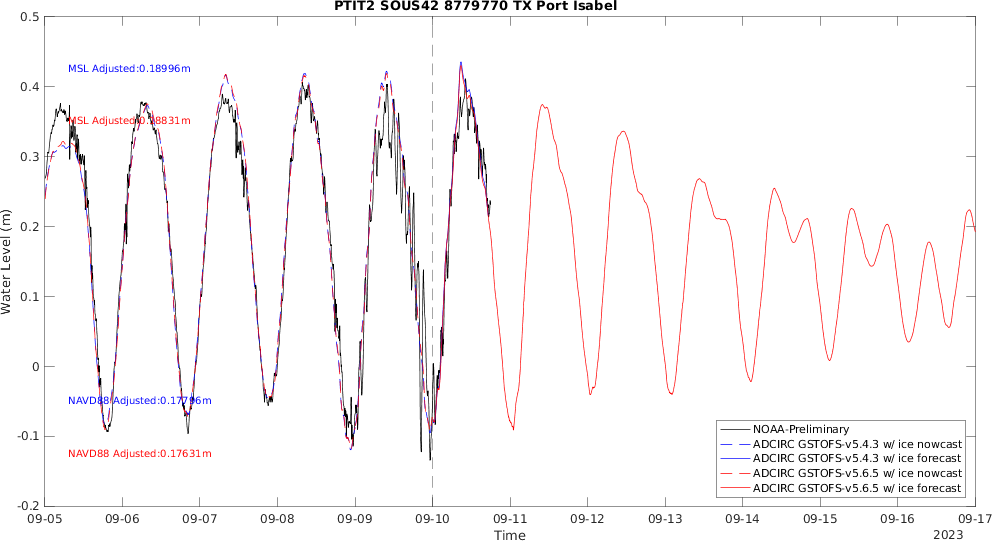 PTIT2 SOUS42 8779770 TX Port Isabel
0.5
0.4
0.3
0.2
0.1
0
-0.1
-0.2
Water Level (m)
MSL Adjusted:0.18996m
MSL Adjusted:0.18831m
NAVD88 Adjusted:0.17796m
NAVD88 Adjusted:0.17631m
NOAA-Preliminary
ADCIRC GSTOFS-v5.4.3 w/ ice nowcast
ADCIRC GSTOFS-v5.4.3 w/ ice forecast
ADCIRC GSTOFS-v5.6.5 w/ ice nowcast
ADCIRC GSTOFS-v5.6.5 w/ ice forecast
09-05 09-06 09-07 09-08 09-09 09-10 09-11 09-12 09-13 09-14 09-15 09-16 09-17
Time
2023